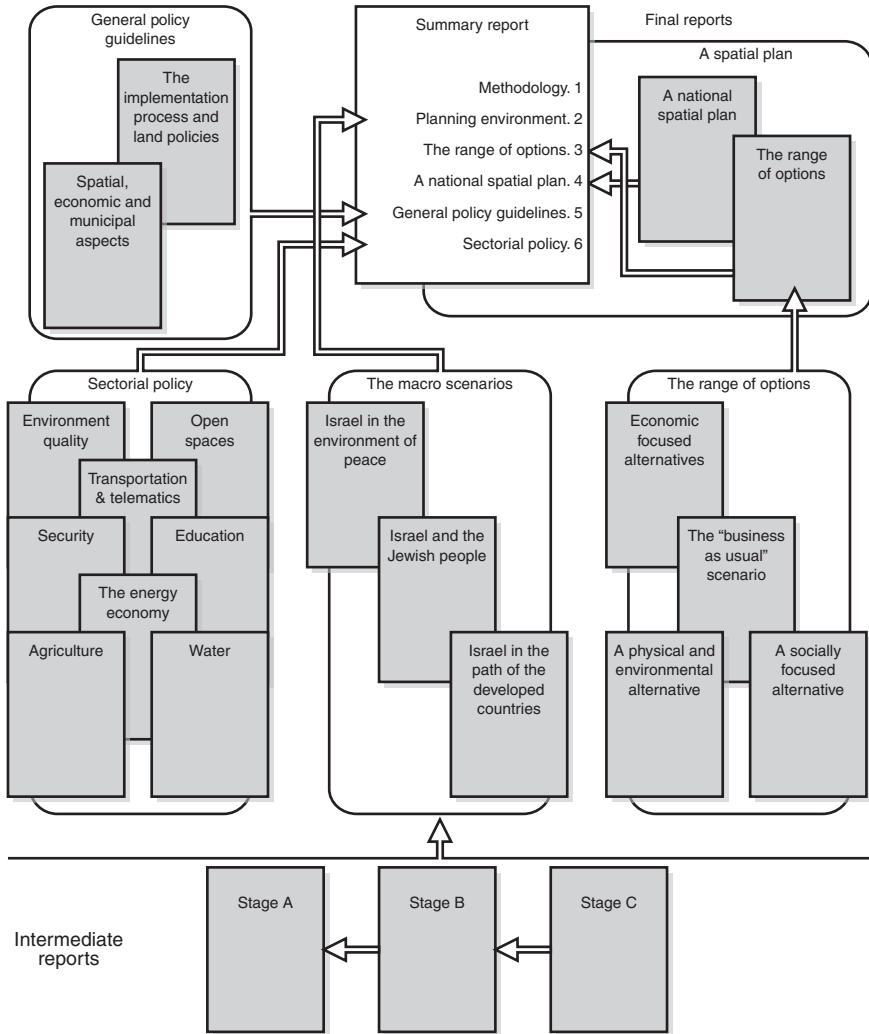 General policy
guidelines
The
implementation
process and
land policies
Spatial,
economic and
municipal
aspects
Summary report
Methodology. 1
Planning environment. 2
The range of options. 3
A national spatial plan. 4
General policy guidelines. 5
Sectorial policy. 6
Final reports
A spatial plan
A national
spatial plan
The range
of options
Sectorial policy
Environment
quality
Open
spaces
Transportation
& telematics
Security
Education
The energy
economy
Agriculture
Water
The macro scenarios
Israel in the
environment of
peace
Israel and the
Jewish people
Israel in the
path of the
developed
countries
The range of options
Economic
focused
alternatives
The “business
as usual”
scenario
A physical and
environmental
alternative
A socially
focused
alternative
Intermediate
reports
Stage A
Stage B
Stage C